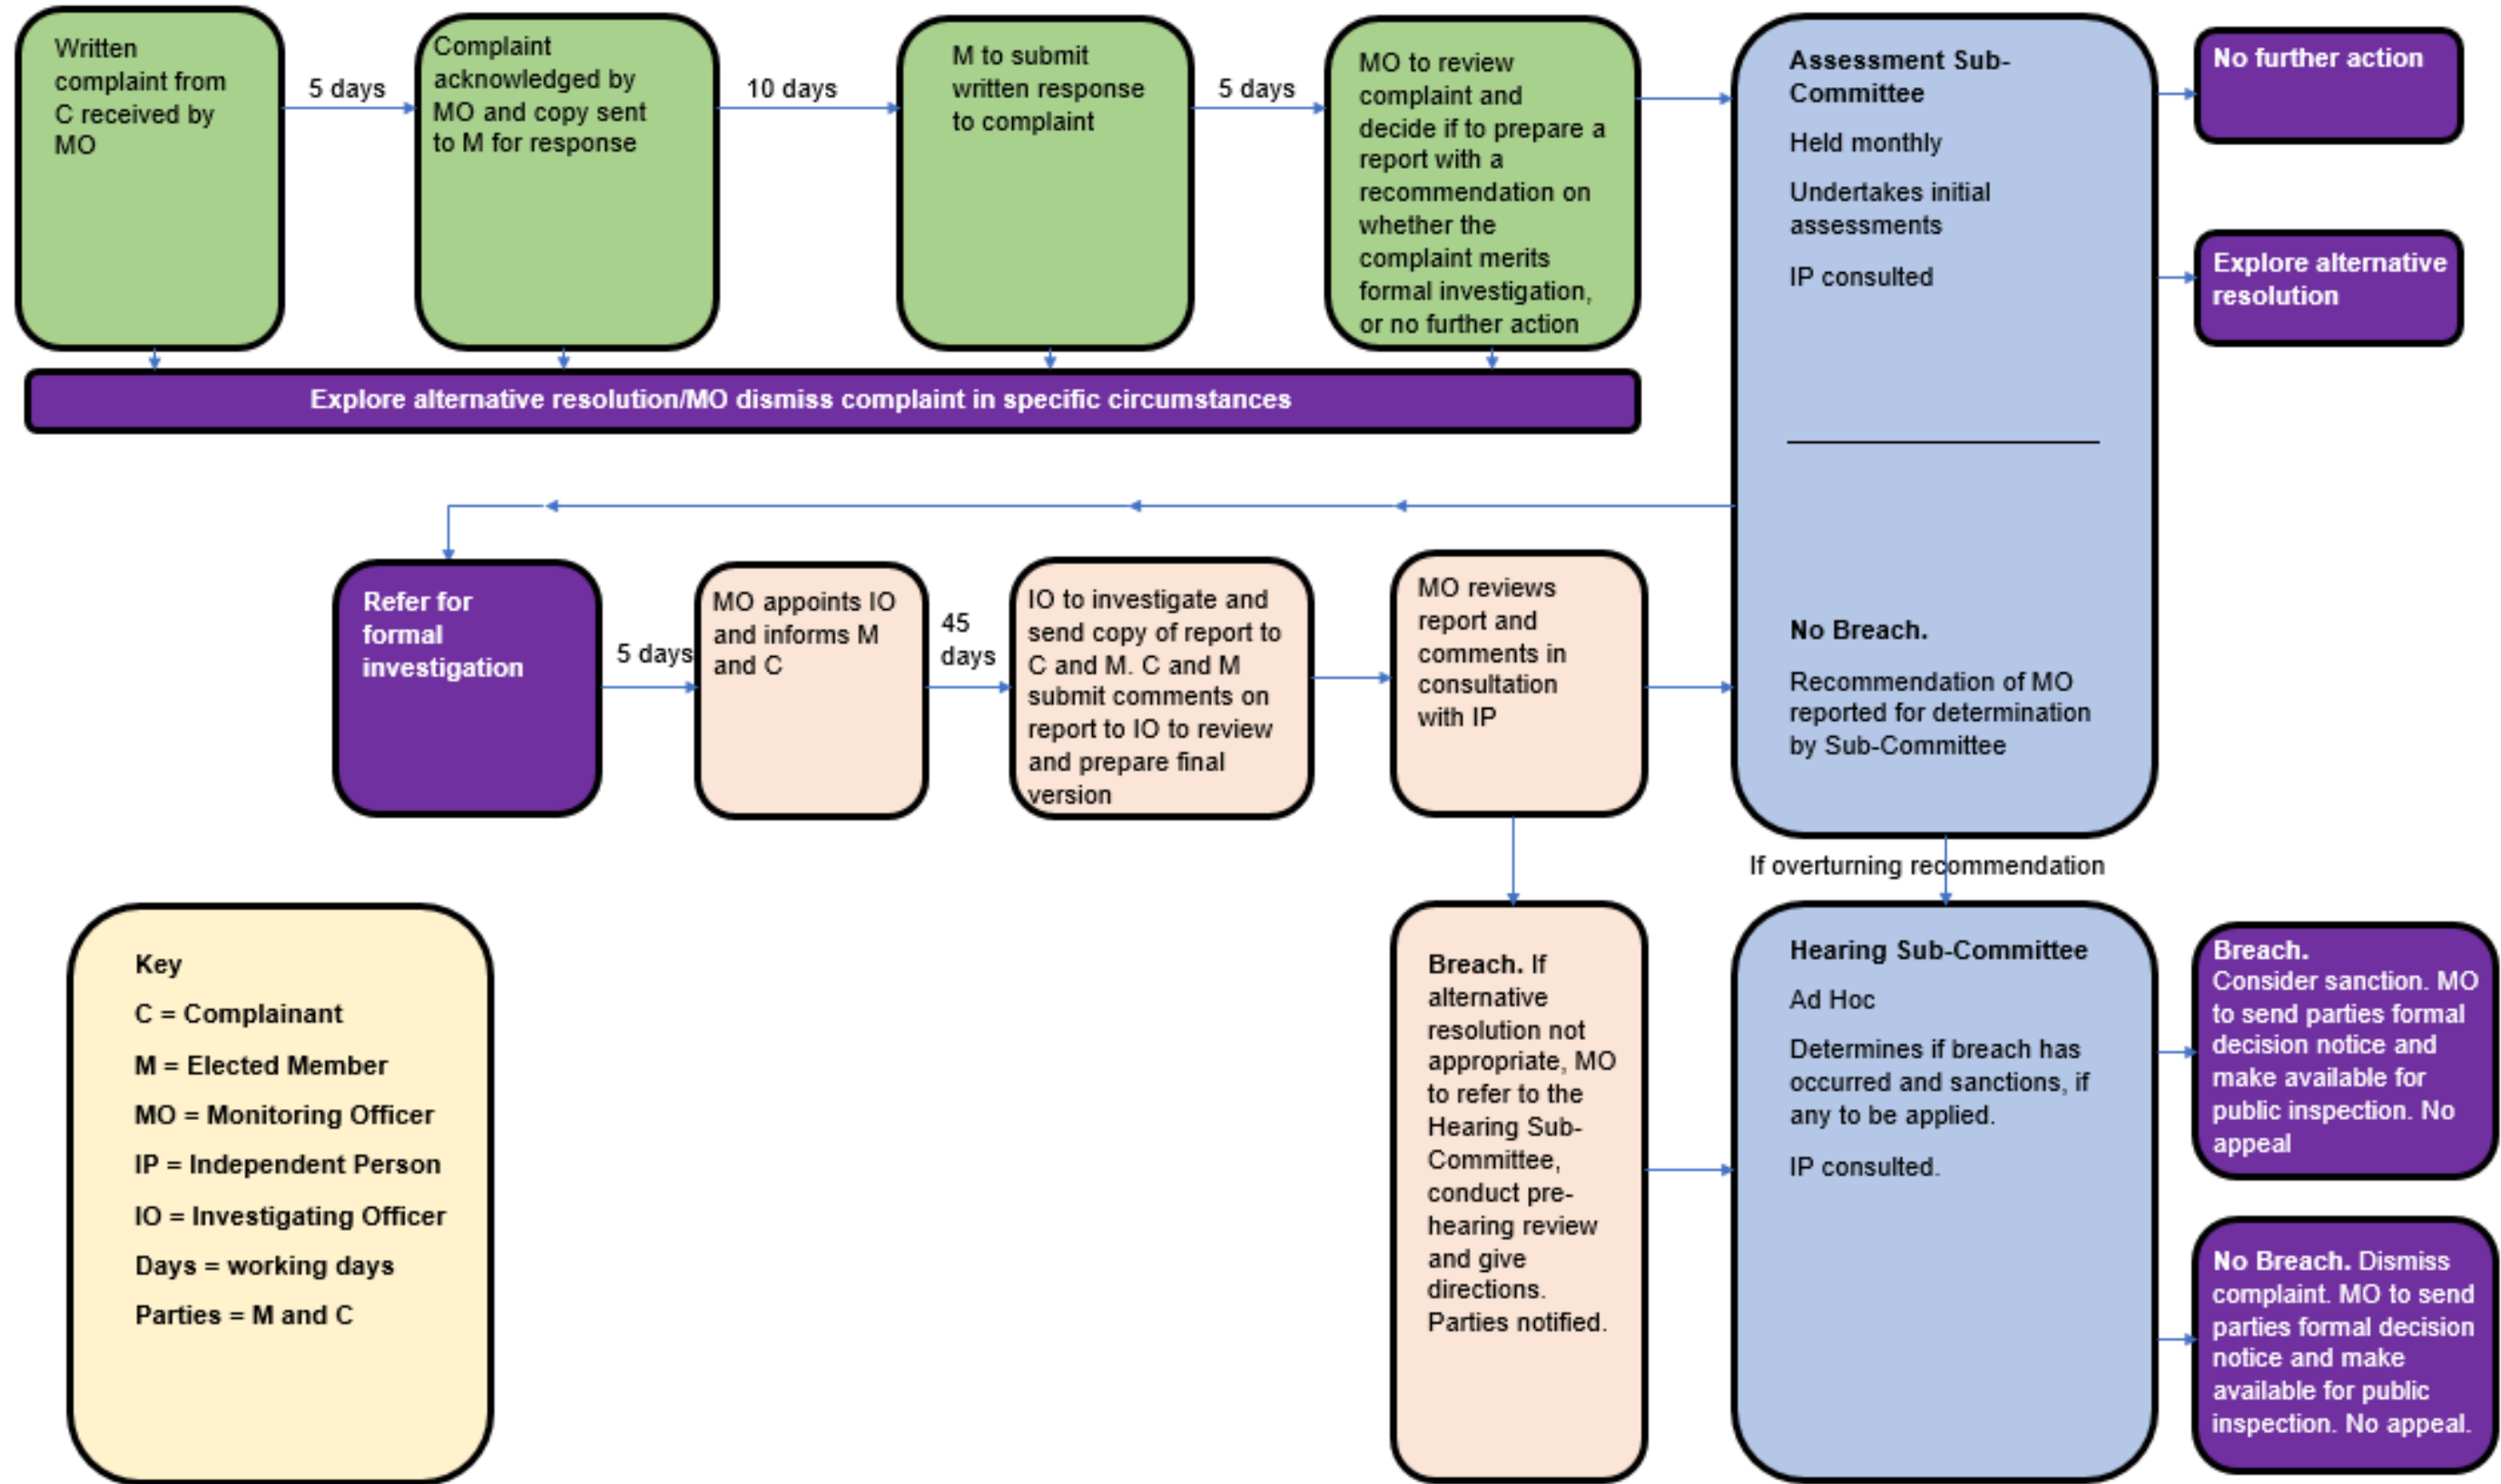 Written
complaint from
C received by
MO
5 days
Complaint
acknowledged by
MO and copy sent
to M for response
10 days
M to submit
written response
to complaint
5 days
MO to review
complaint and
decide if to prepare a
report with a
recommendation on
whether the
complaint merits
formal investigation,
or no further action
Assessment Sub-
Committee
Held monthly
Undertakes initial
assessments
IP consulted
No further action
Explore alternative
resolution
Explore alternative resolution/MO dismiss complaint in specific circumstances
Refer for
formal
investigation
5 days
MO appoints IO
and informs M
and C
45
days
IO to investigate and
send copy of report to
C and M. C and M
submit comments on
report to IO to review
and prepare final
version
MO reviews
report and
comments in
consultation
with IP
No Breach.
Recommendation of MO
reported for determination
by Sub-Committee
If overturning recommendation
Key
C = Complainant
M = Elected Member
MO = Monitoring Officer
IP = Independent Person
IO = Investigating Officer
Days = working days
Parties = M and C
Breach. If
alternative
resolution not
appropriate, MO
to refer to the
Hearing Sub-
Committee,
conduct pre-
hearing review
and give
directions.
Parties notified.
Hearing Sub-Committee
Ad Hoc
Determines if breach has
occurred and sanctions, if
any to be applied.
IP consulted.
Breach.
Consider sanction. MO
to send parties formal
decision notice and
make available for
public inspection. No
appeal
No Breach. Dismiss
complaint. MO to send
parties formal decision
notice and make
available for public
inspection. No appeal.